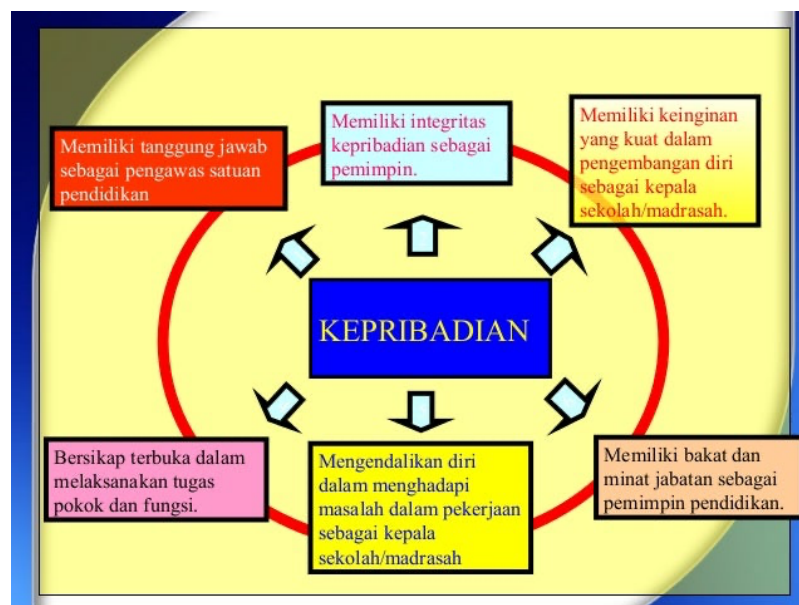 Memiliki tanggung jawab
sebagai pengawas satuan
pendidikan
Memiliki integritas
kepribadian sebagai
pemimpin.
Memiliki keinginan
yang kuat dalam
pengembangan diri
sebagai kepala
sekolah/madrasah.
KEPRIBADIAN
Bersikap terbuka dalam
melaksanakan tugas
pokok dan fungsi.
Mengendalikan diri
dalam menghadapi
masalah dalam pekerjaan
sebagai kepala
sekolah/madrasah
Memiliki bakat dan
minat jabatan sebagai
pemimpin pendidikan.